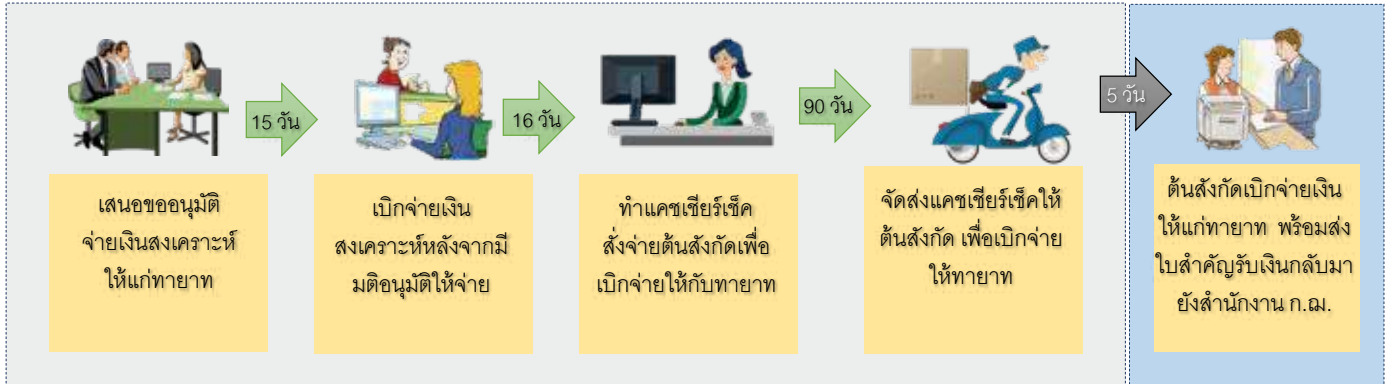 เสนอขออนุมัติ
จ่ายเงินสงเคราะห์
ให้แก่ทายาท
15 วัน
เบิกจ่ายเงิน
สงเคราะห์หลังจากมี
มติอนุมัติให้จ่าย
16 วัน
ทำแคชเชียร์เช็ค
สั่งจ่ายต้นสังกัดเพื่อ
เบิกจ่ายให้กับทายาท
90 วัน
จัดส่งแคชเชียร์เช็คให้
ต้นสังกัด เพื่อเบิกจ่าย
ให้ทายาท
5 วัน
ต้นสังกัดเบิกจ่ายเงิน
ให้แก่ทายาท พร้อมส่ง
ใบสำคัญรับเงินกลับมา
ยังสำนักงาน ก.ฌ.